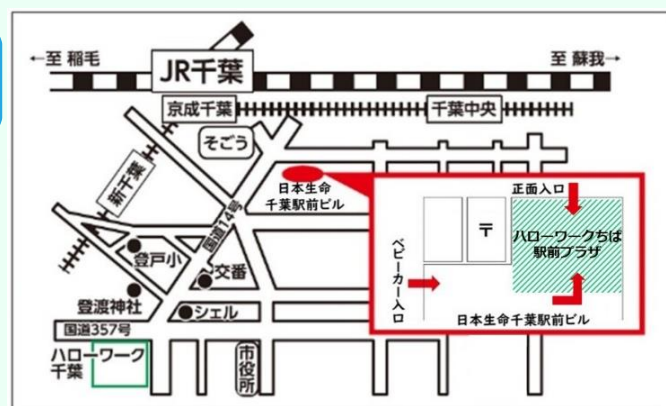 ←至 稲毛
至 蘇我→
JR千葉
京成千葉
千葉中央
そごう
新千葉
国道14号
日本生命
千葉駅前ビル
正面入口
〒
ハローワークちば
駅前プラザ
ベビーカー入口
日本生命千葉駅前ビル
登戸小
交番
登渡神社
シェル
国道357号
ハローワーク
千葉
市役所